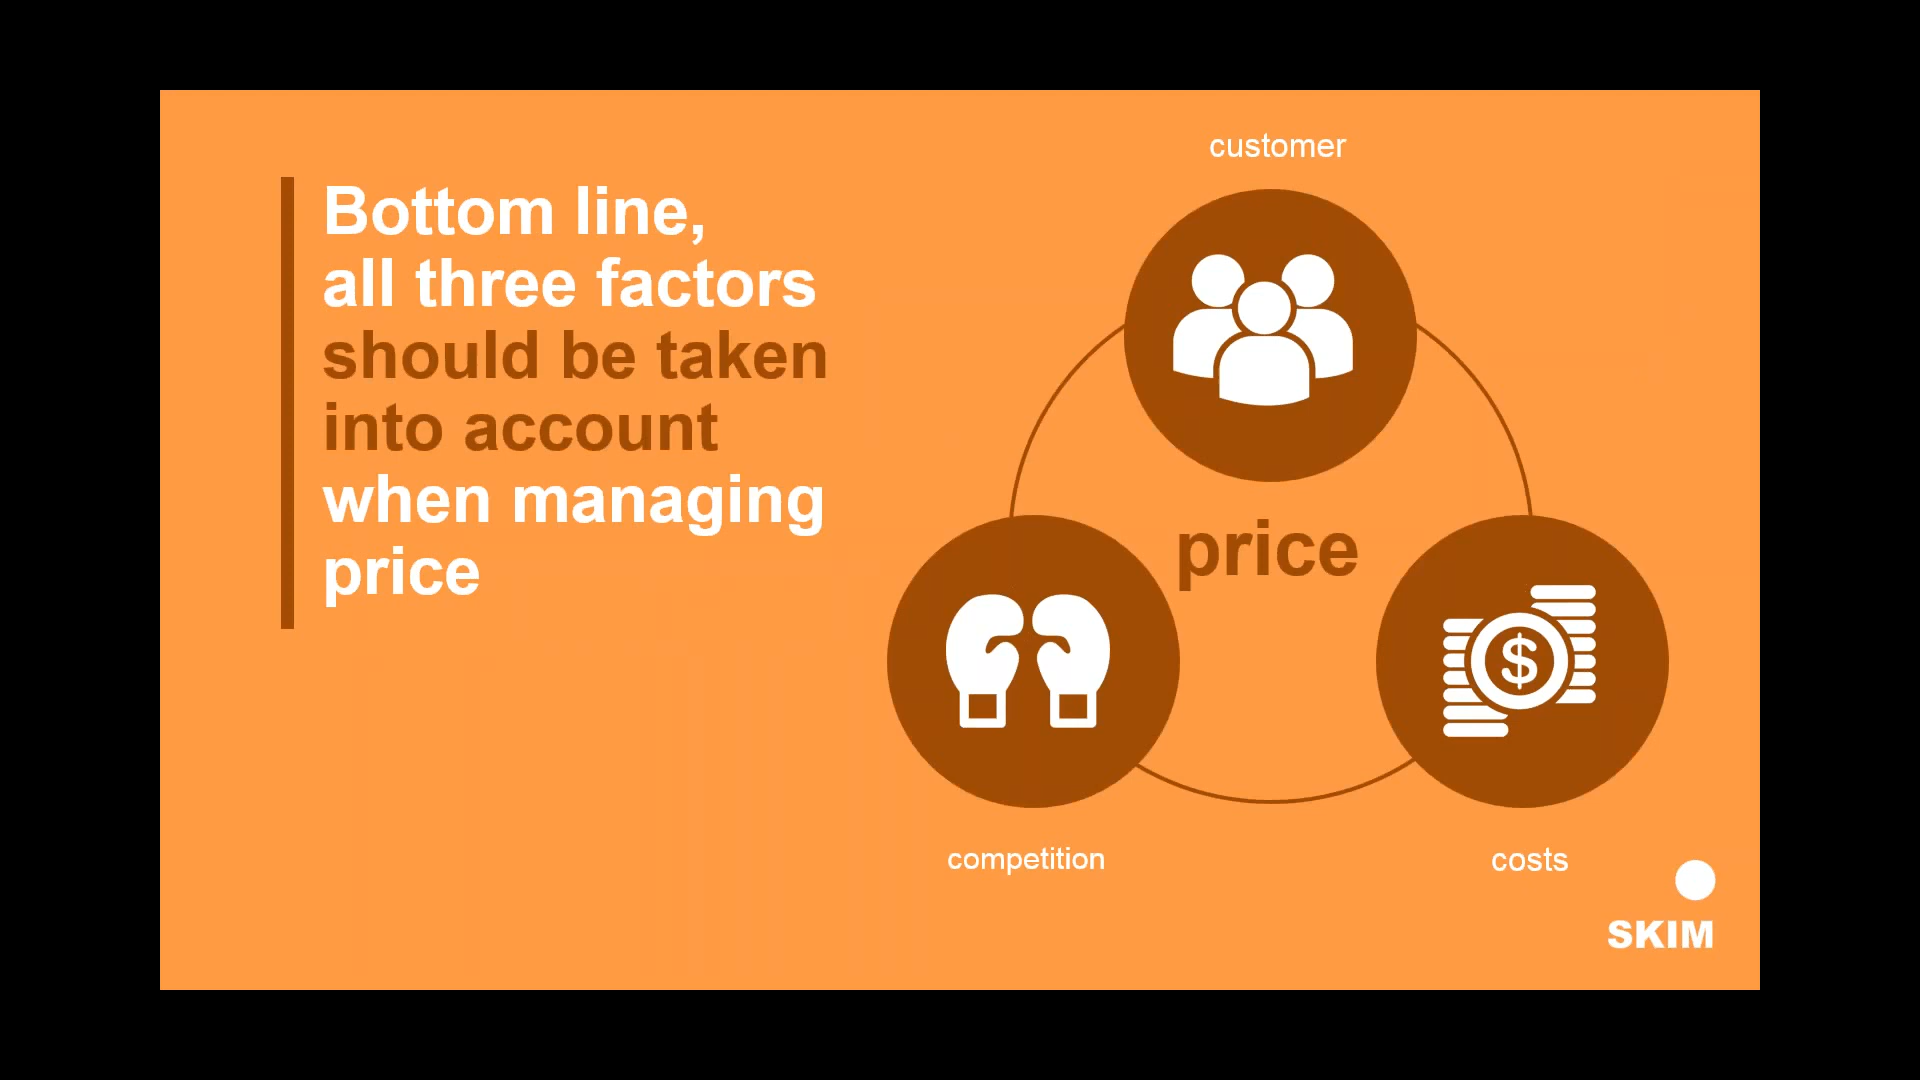 Bottom line,
all three factors
should be taken
into account
when managing
price
customer
price
competition
costs
$
SKIM